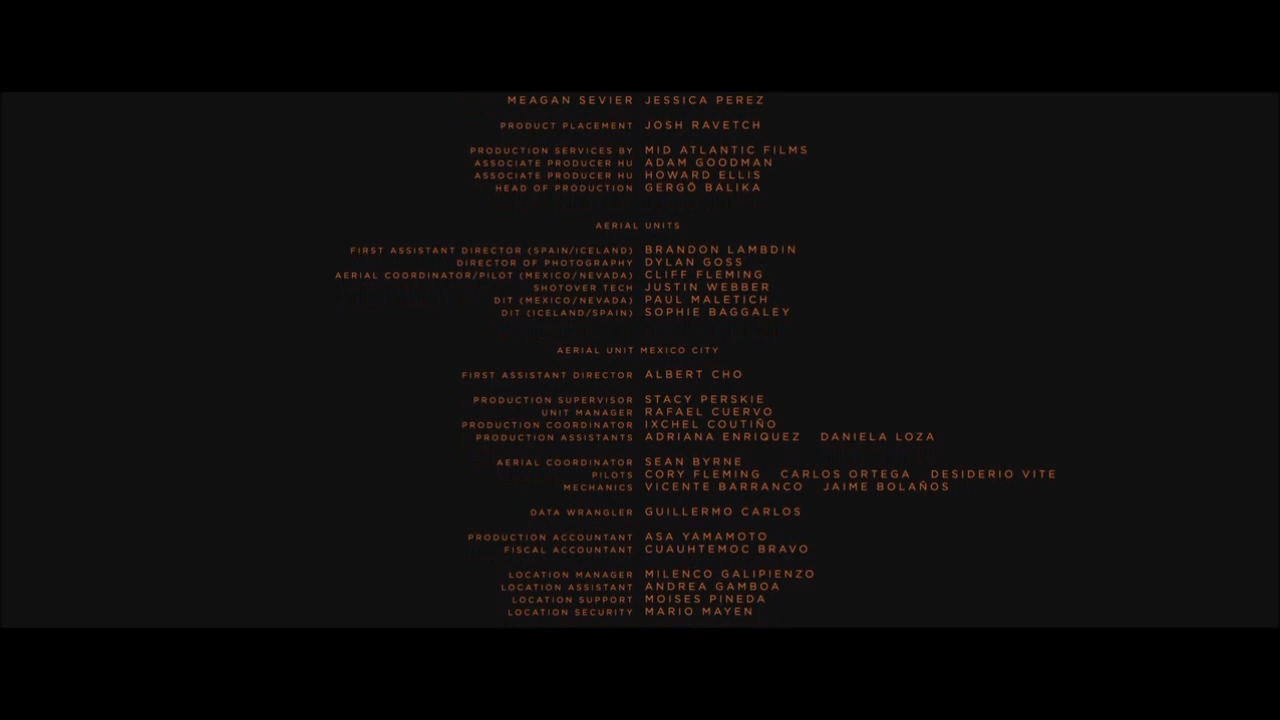 MEAGAN SEVIER JESSICA PEREZ
PRODUCT PLACEMENT JOSH RAVETCH
PRODUCTION SERVICES BY MID ATLANTIC FILMS
ASSOCIATE PRODUCER HU ADAM GOODMAN
ASSOCIATE PRODUCER HU HOWARD ELLIS
HEAD OF PRODUCTION GERGŐ BALIKA
AERIAL UNITS
FIRST ASSISTANT DIRECTOR (SPAIN/ICELAND) BRANDON LAMBDIN
DIRECTOR OF PHOTOGRAPHY DYLAN GOSS
AERIAL COORDINATOR/PILOT (MEXICO/NEVADA) CLIFF FLEMING
SHOTOVER TECH JUSTIN WEBBER
DIT (MEXICO/NEVADA) PAUL MALETICH
DIT (ICELAND/SPAIN) SOPHIE BAGGALEY
AERIAL UNIT MEXICO CITY
FIRST ASSISTANT DIRECTOR ALBERT CHO
PRODUCTION SUPERVISOR STACY PERSKIE
UNIT MANAGER RAFAEL CUERVO
PRODUCTION COORDINATOR IXCHEL COUTIÑO
PRODUCTION ASSISTANTS ADRIANA ENRIQUEZ DANIELA LOZA
AERIAL COORDINATOR SEAN BYRNE
PILOTS CORY FLEMING CARLOS ORTEGA DESIDERIO VITE
MECHANICS VICENTE BARRANCO JAIME BOLAÑOS
DATA WRANGLER GUILLERMO CARLOS
PRODUCTION ACCOUNTANT ASA YAMAMOTO
FISCAL ACCOUNTANT CUAUHTEMOC BRAVO
LOCATION MANAGER MILENCO GALIPIENZO
LOCATION ASSISTANT ANDREA GAMBOA
LOCATION SUPPORT MOISES PINEDA
LOCATION SECURITY MARIO MAYEN